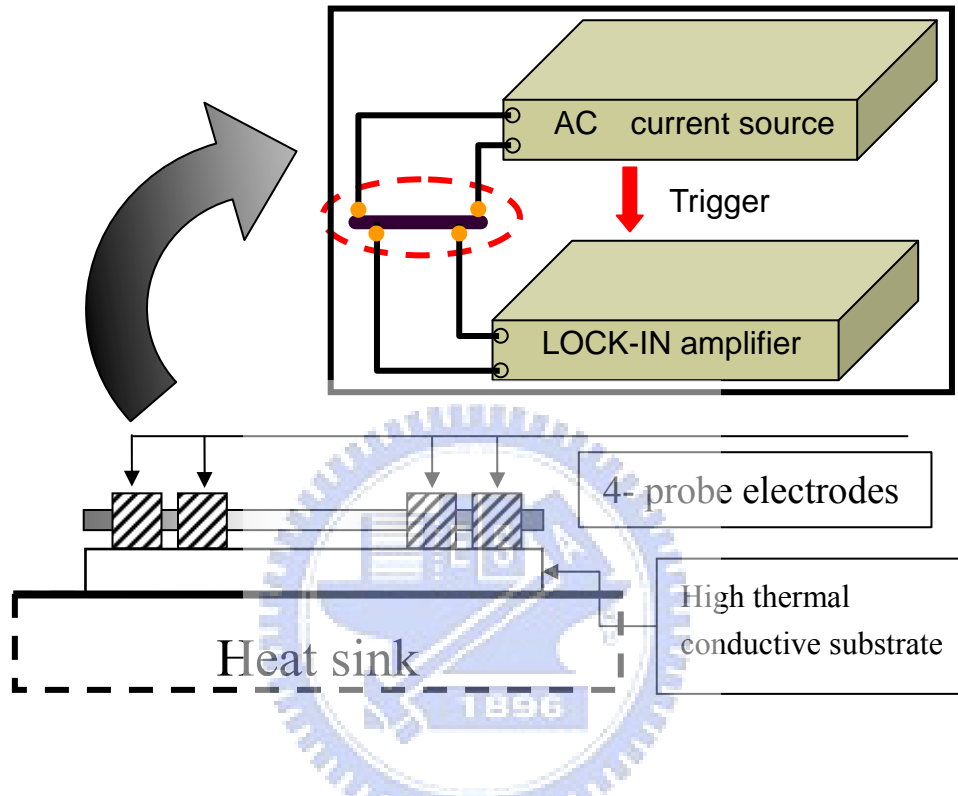 AC current source
Trigger
LOCK-IN amplifier
4- probe electrodes
High thermal
conductive substrate
Heat sink
1896